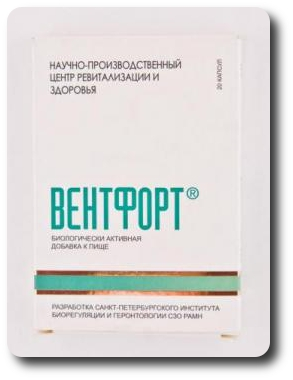 НАУЧНО-ПРОИЗВОДСТВЕННЫЙ
ЦЕНТР РЕВИТАЛИЗАЦИИ И
ЗДОРОВЬЯ
20 КАПСУЛ
ВЕНТФОРТ®
БИОЛОГИЧЕСКИ АКТИВНАЯ
ДОБАВКА К ПИЩЕ
РАЗРАБОТКА САНКТ-ПЕТЕРБУРГСКОГО ИНСТИТУТА
БИОРЕГУЛЯЦИИ И ГЕРОНТОЛОГИИ СЗО РАМН